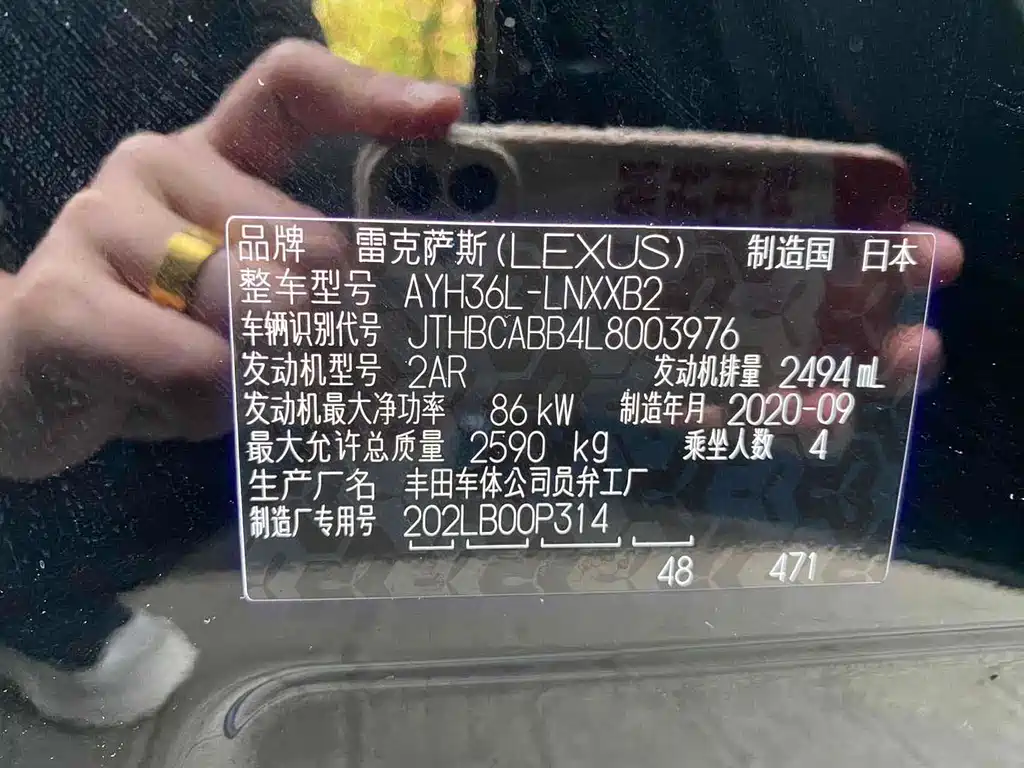 品牌 雷克萨斯(LEXUS) 制造国 日本
整车型号 AYH36L-LNXXB2
车辆识别代号 JTHBCABB4L8003976
发动机型号 2AR 发动机排量 2494 mL
发动机最大净功率 86 kW 制造年月 2020-09
最大允许总质量 2590 kg 乘坐人数 4
生产厂名 丰田车体公司员弁工厂
制造厂专用号 202LB00P314
48 471